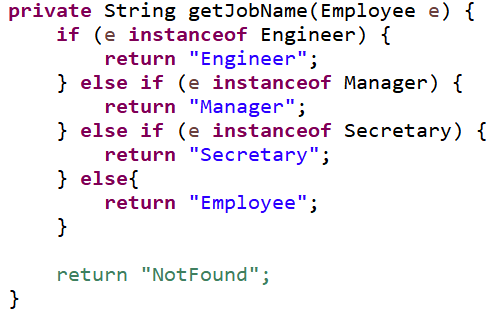 private String getJobName(Employee e) {
    if (e instanceof Engineer) {
        return "Engineer";
    } else if (e instanceof Manager) {
        return "Manager";
    } else if (e instanceof Secretary) {
        return "Secretary";
    } else{
        return "Employee";
    }

    return "NotFound";
}